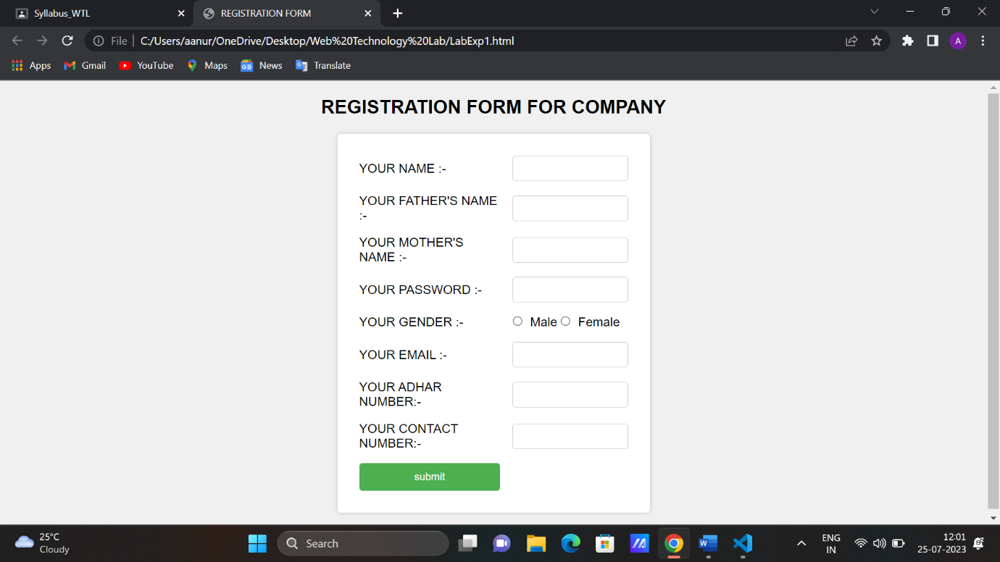 Syllabus_WTL
REGISTRATION FORM
File
C:/Users/aanur/OneDrive/Desktop/Web%20Technology%20Lab/LabExp1.html
A
Apps
Gmail
YouTube
Maps
News
Translate
REGISTRATION FORM FOR COMPANY
YOUR NAME :-
YOUR FATHER'S NAME
:-
YOUR MOTHER'S
NAME :-
YOUR PASSWORD :-
YOUR GENDER :- Male Female
YOUR EMAIL :-
YOUR ADHAR
NUMBER:-
YOUR CONTACT
NUMBER:-
submit
25°C
Cloudy
Search
ENG
IN
12:01
25-07-2023